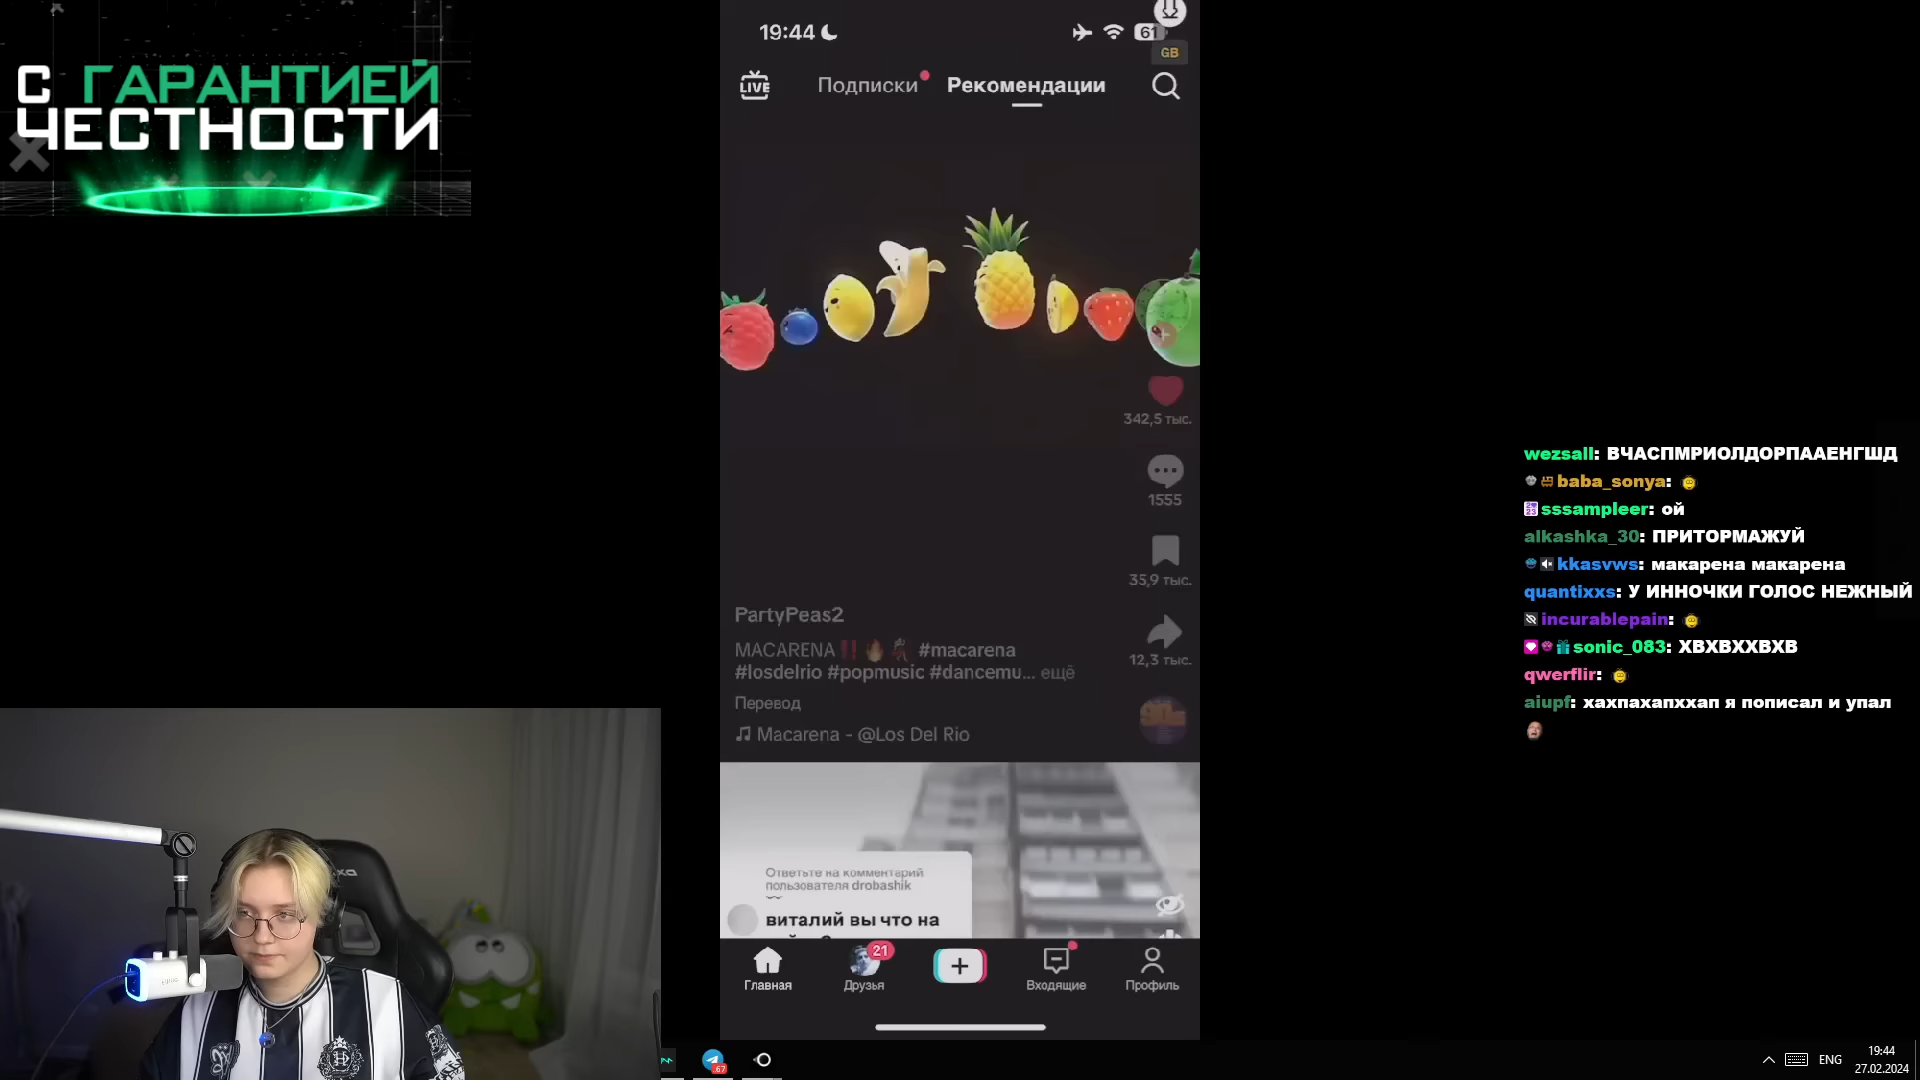 С ГАРАНТИЕЙ
ЧЕСТНОСТИ
19:44
61
GB
LIVE
Подписки
Рекомендации
342,5 тыс.
1555
35,9 тыс.
12,3 тыс.
PartyPeas2
MACARENA‼️🔥💃 #macarena
#losdelrio #popmusic #dancemu... ещё
Перевод
Macarena - @Los Del Rio
Ответьте на комментарий
пользователя drobashik
виталий вы что на
21
Главная
Друзья
Входящие
Профиль
wezsall: ВЧАСПМРИОЛДОРПААЕНГШД
baba_sonya:
sssampleer: ой
alkashka_30: ПРИТОРМАЖУЙ
kkasvws: макарена макарена
quantixxs: У ИННОЧКИ ГОЛОС НЕЖНЫЙ
incurablepain:
sonic_083: ХВХВХХВХВ
qwerflir:
aiupf: хахпахапххап я пописал и упал
ENG
19:44
27.02.2024